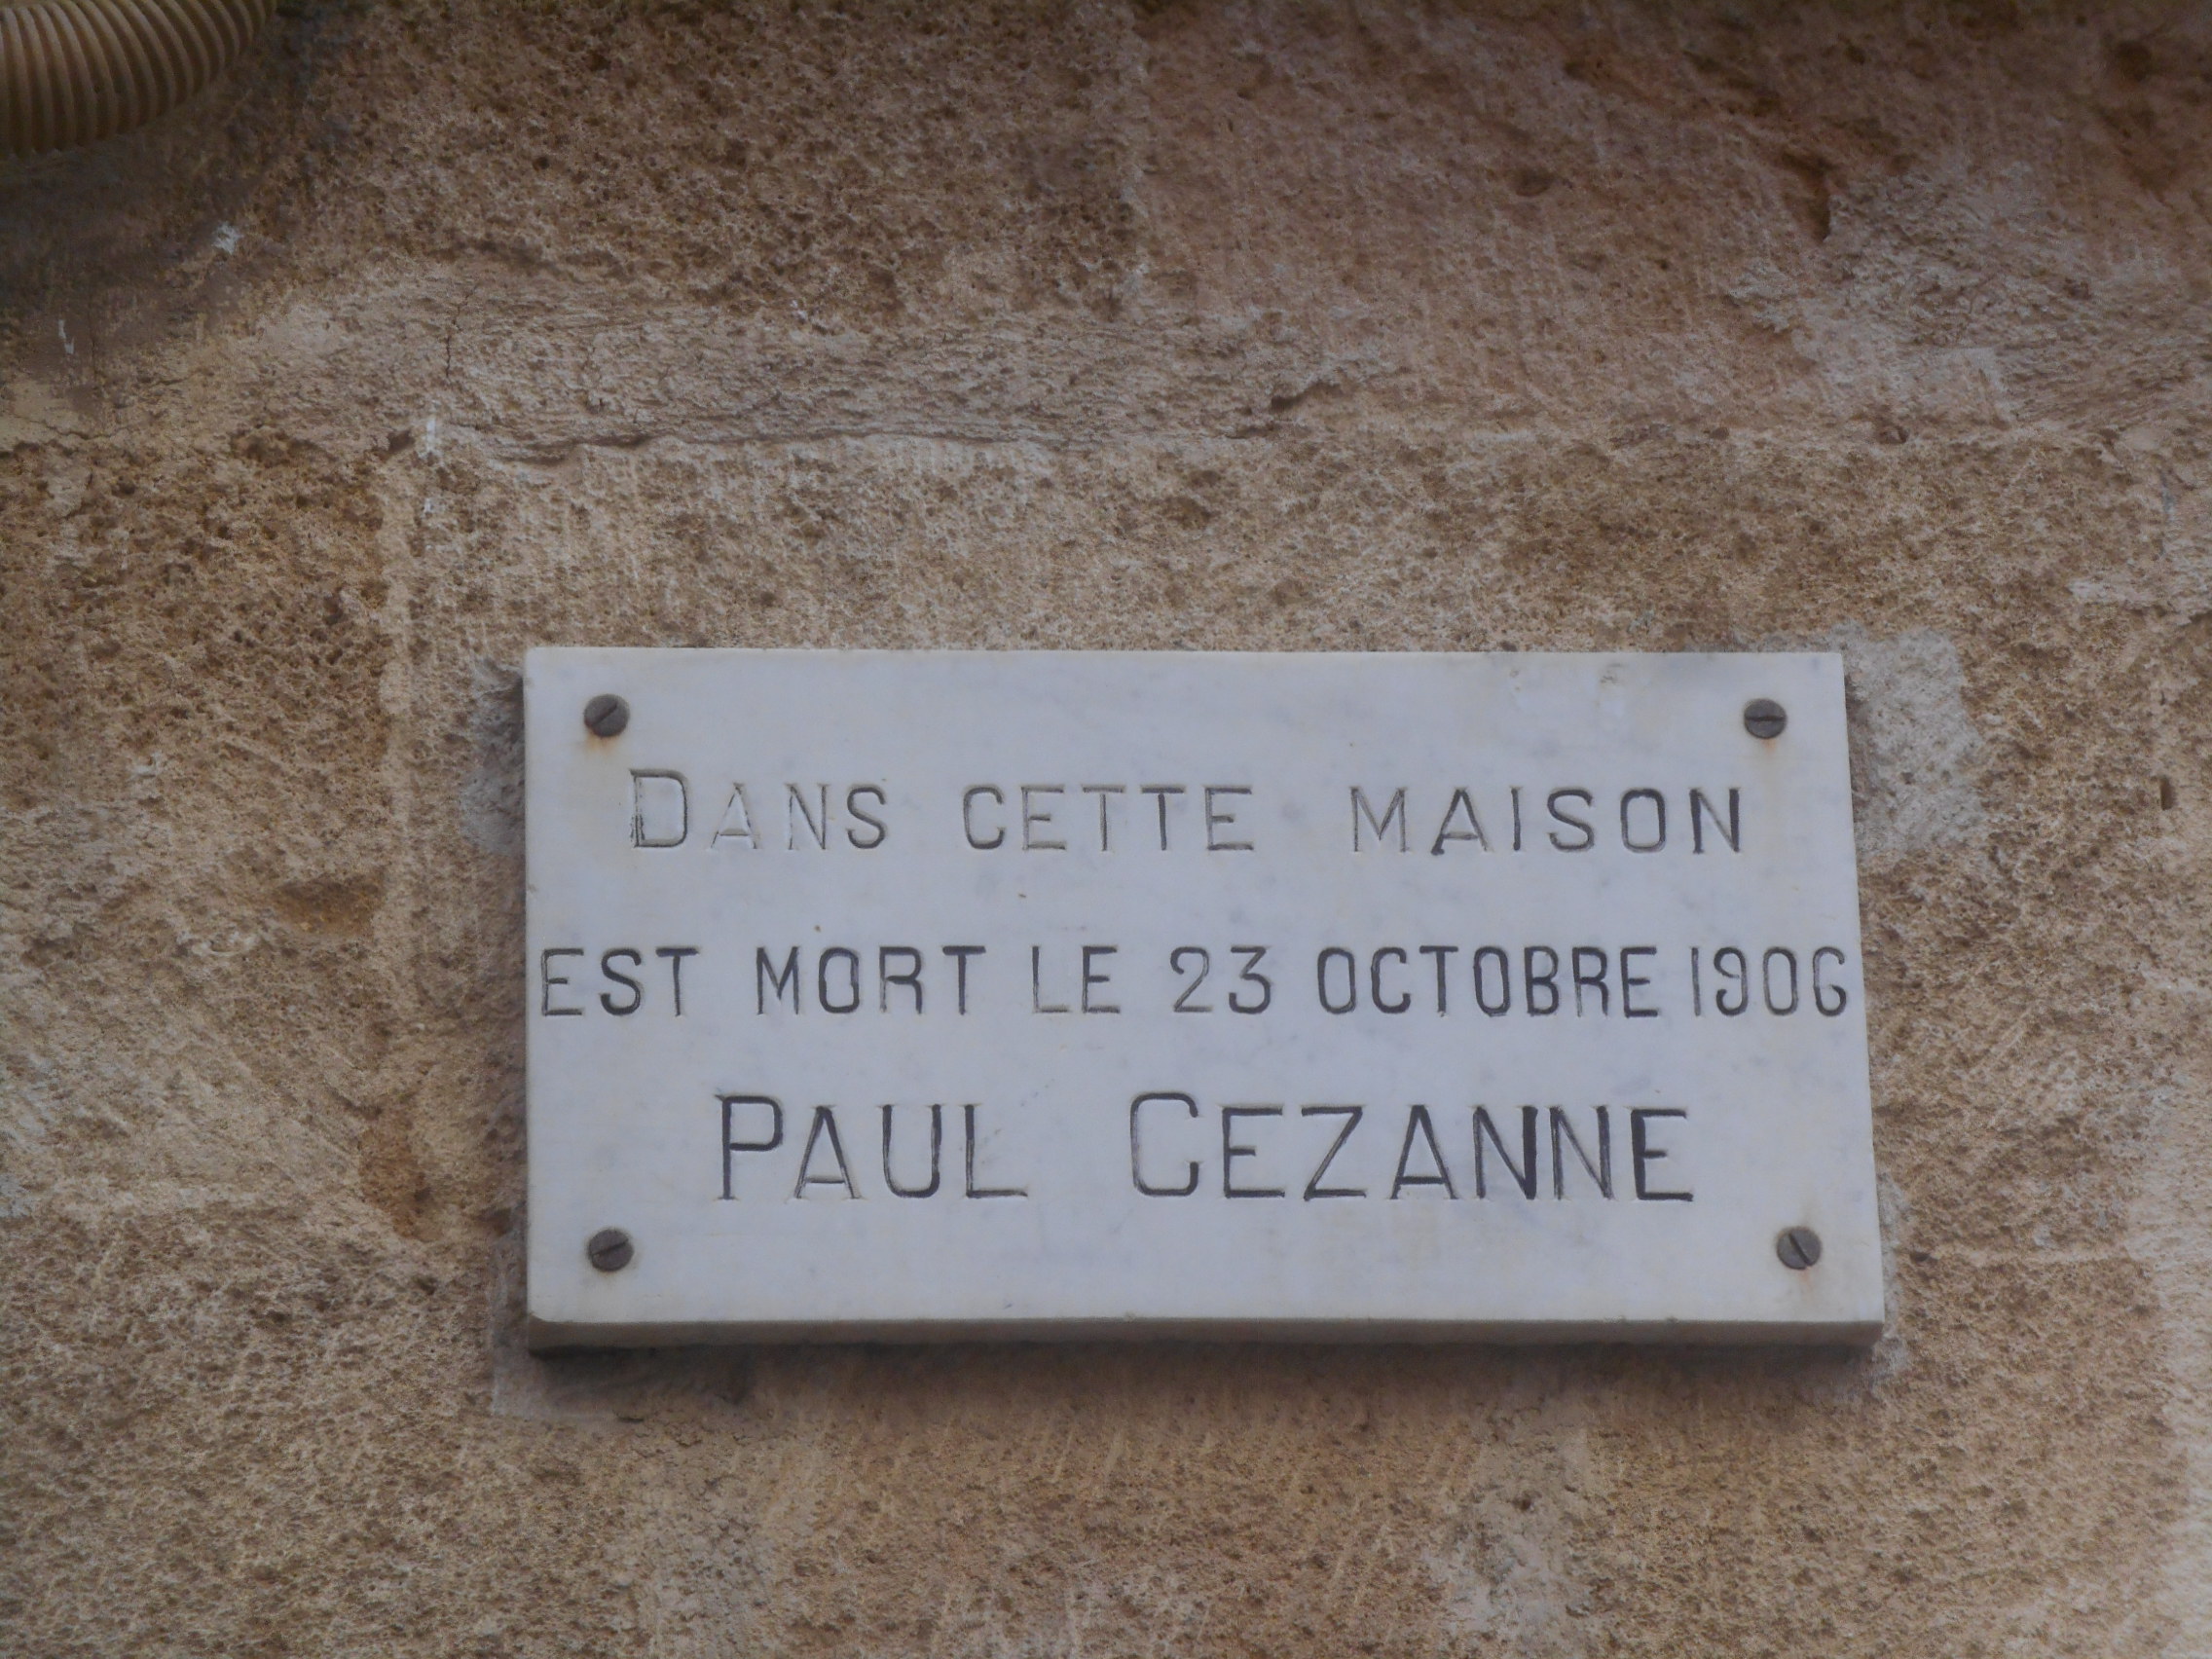 DANS CETTE MAISON
EST MORT LE 23 OCTOBRE 1906
PAUL CEZANNE